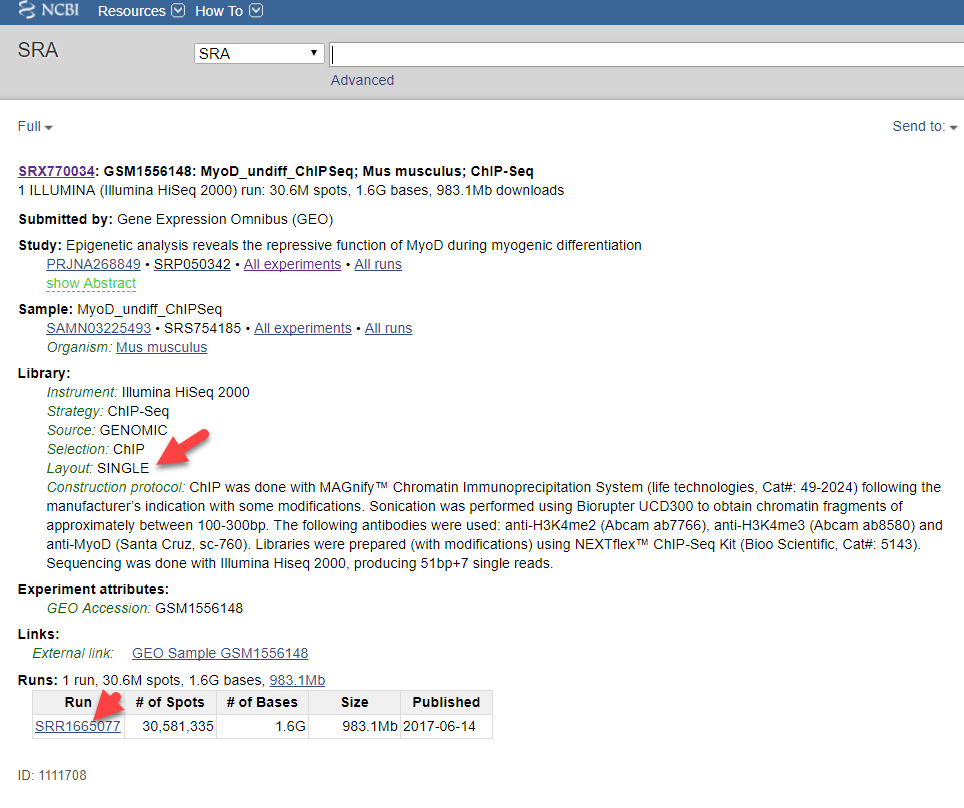 NCBI Resources How To
SRA
SRA
Advanced
Full
Send to:
SRX770034: GSM1556148: MyoD_undiff_ChIPSeq; Mus musculus; ChIP-Seq
1 ILLUMINA (Illumina HiSeq 2000) run: 30.6M spots, 1.6G bases, 983.1Mb downloads
Submitted by: Gene Expression Omnibus (GEO)
Study: Epigenetic analysis reveals the repressive function of MyoD during myogenic differentiation
PRJNA268849 • SRP050342 • All experiments • All runs
show Abstract
Sample: MyoD_undiff_ChIPSeq
SAMN03225493 • SRS754185 • All experiments • All runs
Organism: Mus musculus
Library:
Instrument: Illumina HiSeq 2000
Strategy: ChIP-Seq
Source: GENOMIC
Selection: ChIP
Layout: SINGLE
Construction protocol: ChIP was done with MAGnify™ Chromatin Immunoprecipitation System (life technologies, Cat#: 49-2024) following the
manufacturer's indication with some modifications. Sonication was performed using Biorupter UCD300 to obtain chromatin fragments of
approximately between 100-300bp. The following antibodies were used: anti-H3K4me2 (Abcam ab7766), anti-H3K4me3 (Abcam ab8580) and
anti-MyoD (Santa Cruz, sc-760). Libraries were prepared (with modifications) using NEXTflex™ ChIP-Seq Kit (Bioo Scientific, Cat#: 5143).
Sequencing was done with Illumina Hiseq 2000, producing 51bp+7 single reads.
Experiment attributes:
GEO Accession: GSM1556148
Links:
External link: GEO Sample GSM1556148
Runs: 1 run, 30.6M spots, 1.6G bases, 983.1Mb
Run # of Spots # of Bases Size Published
SRR1665077 30,581,335 1.6G 983.1Mb 2017-06-14
ID: 1111708